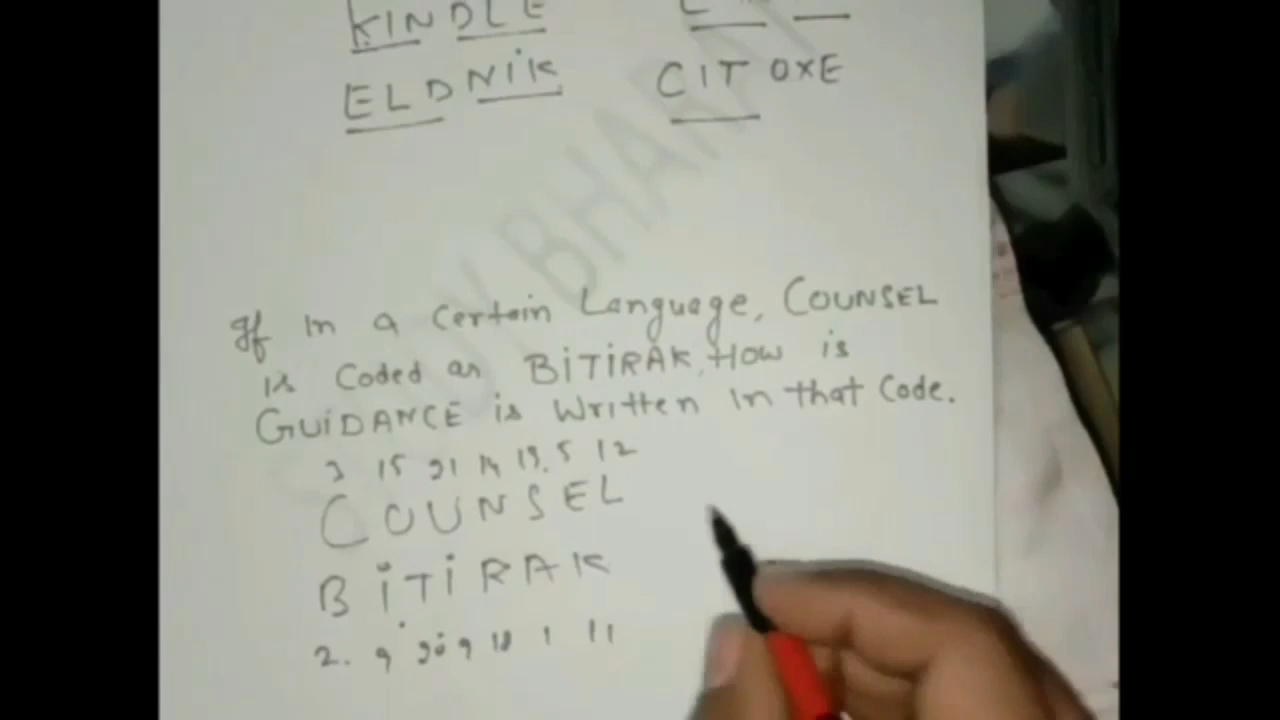 KINDLE
ELDNIK CITOXE
If in a certain Language, COUNSEL
is Coded as BITIRAK, How is
GUIDANCE is Written in that Code.
3 15 21 14 19 5 12
COUNSEL
BITIRAK
2 9 20 9 18 1 11